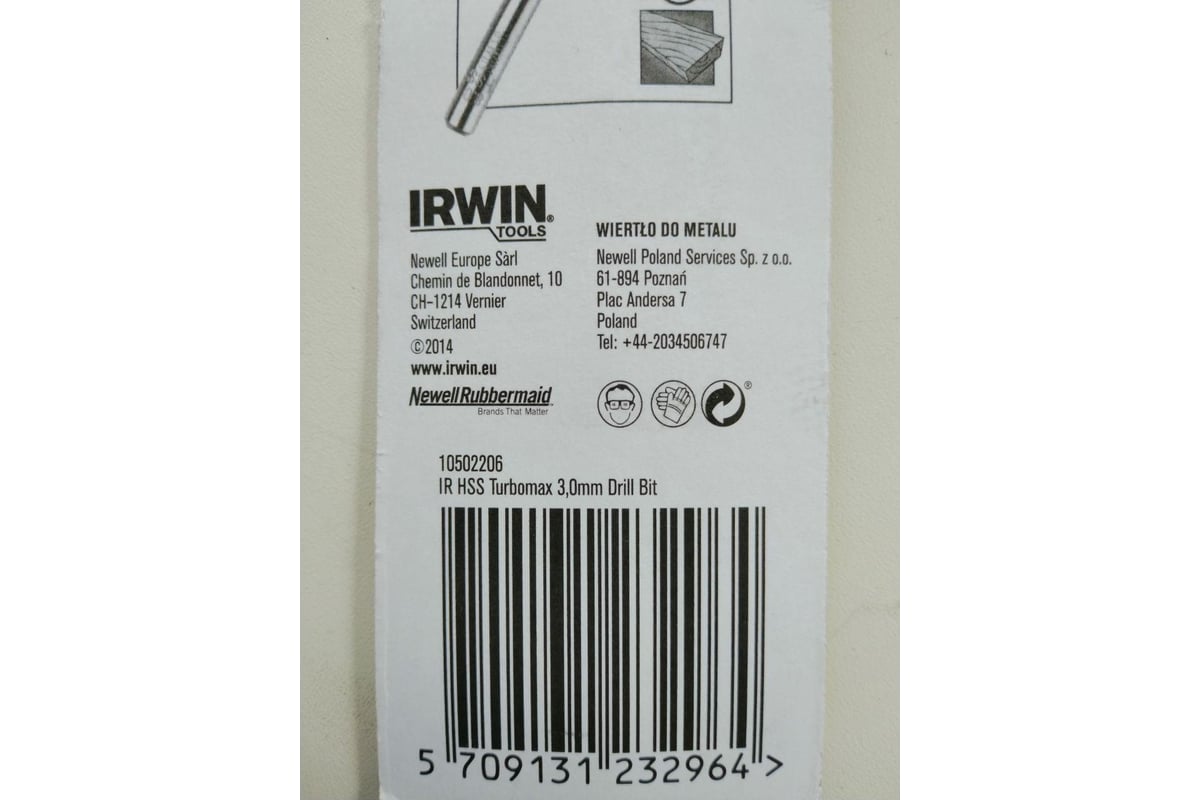 IRWIN®
TOOLS
Newell Europe Sàrl
Chemin de Blandonnet, 10
CH-1214 Vernier
Switzerland
©2014
www.irwin.eu
NewellRubbermaid
Brands That Matter
WIERTŁO DO METALU
Newell Poland Services Sp. z o.o.
61-894 Poznań
Plac Andersa 7
Poland
Tel: +44-2034506747
®
10502206
IR HSS Turbomax 3,0mm Drill Bit
5 709131 232964 >